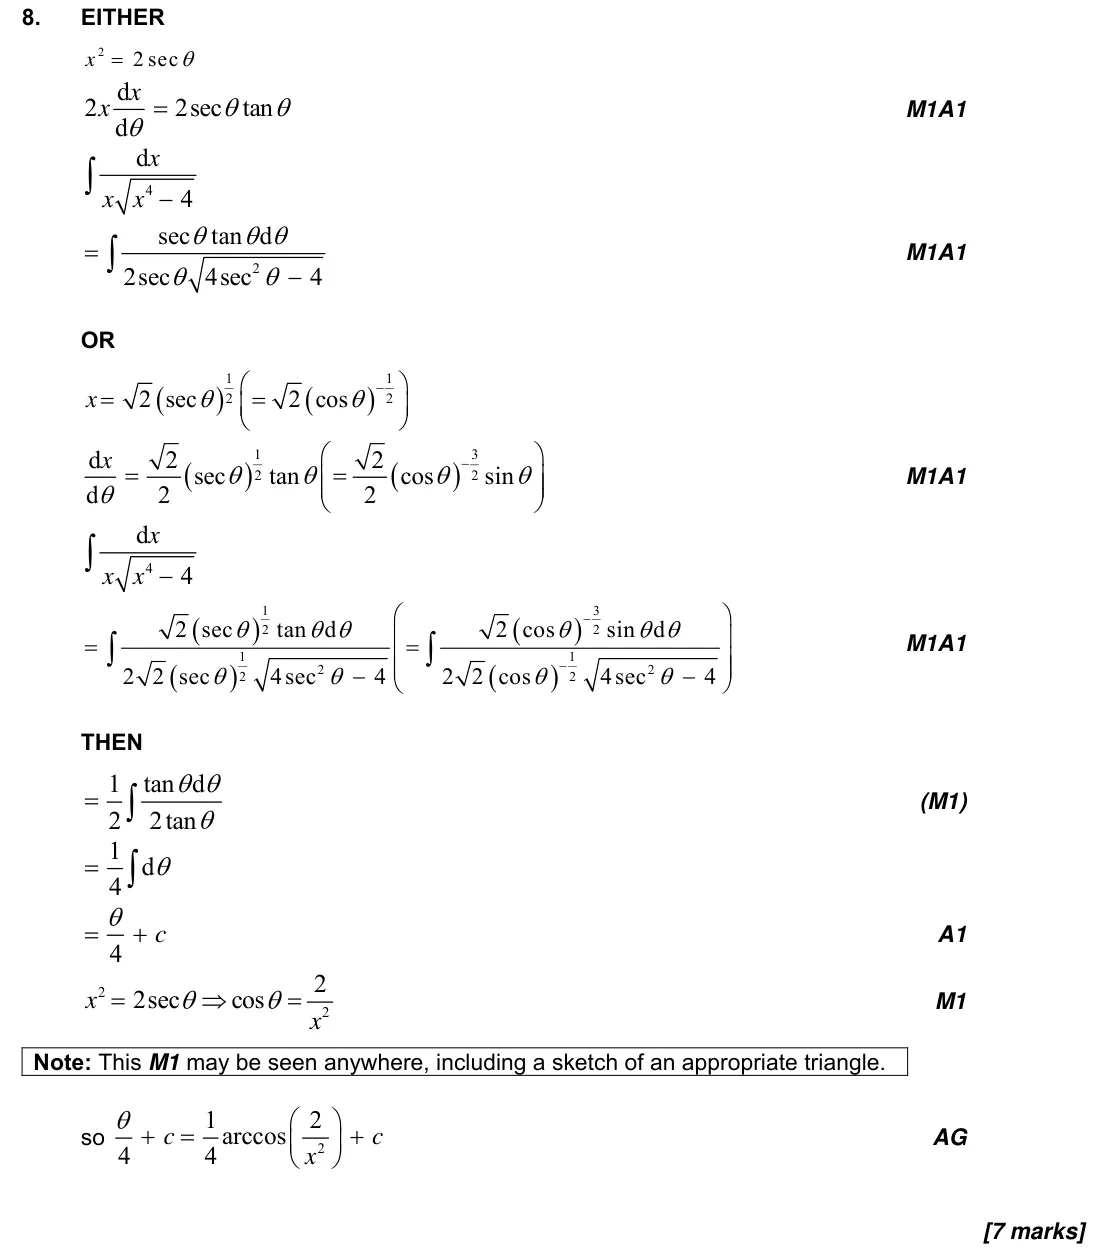 8. EITHER
x² = 2 sec θ
2x dx/dθ = 2 sec θ tan θ M1A1
∫ dx / (x√(x⁴ − 4))
= ∫ sec θ tan θdθ / (2 sec θ√(4 sec² θ − 4)) M1A1
OR
x = √2 (sec θ)^(1/2) (= √2 (cos θ)^(−1/2))
dx/dθ = √2/2 (sec θ)^(1/2) tan θ (= √2/2 (cos θ)^(−3/2) sin θ) M1A1
∫ dx / (x√(x⁴ − 4))
= ∫ √2 (sec θ)^(1/2) tan θdθ / (2√2 (sec θ)^(1/2) √(4 sec² θ − 4)) (= ∫ √2 (cos θ)^(−3/2) sin θdθ / (2√2 (cos θ)^(−1/2) √(4 sec² θ − 4))) M1A1
THEN
= 1/2 ∫ tan θdθ / (2 tan θ) (M1)
= 1/4 ∫ dθ
= θ/4 + c A1
x² = 2 sec θ ⇒ cos θ = 2/x² M1
Note: This M1 may be seen anywhere, including a sketch of an appropriate triangle.
so θ/4 + c = 1/4 arccos(2/x²) + c AG
[7 marks]